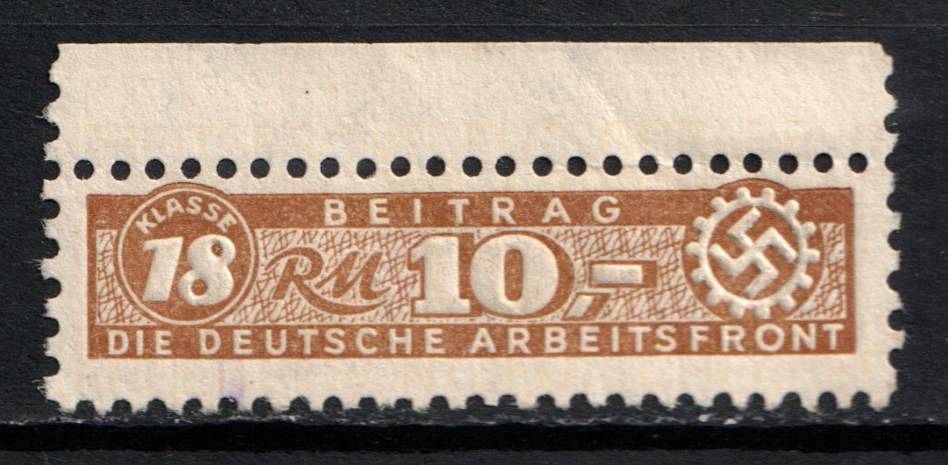 BEITRAG
KLASSE
18
RM 10,-
DIE DEUTSCHE ARBEITSFRONT